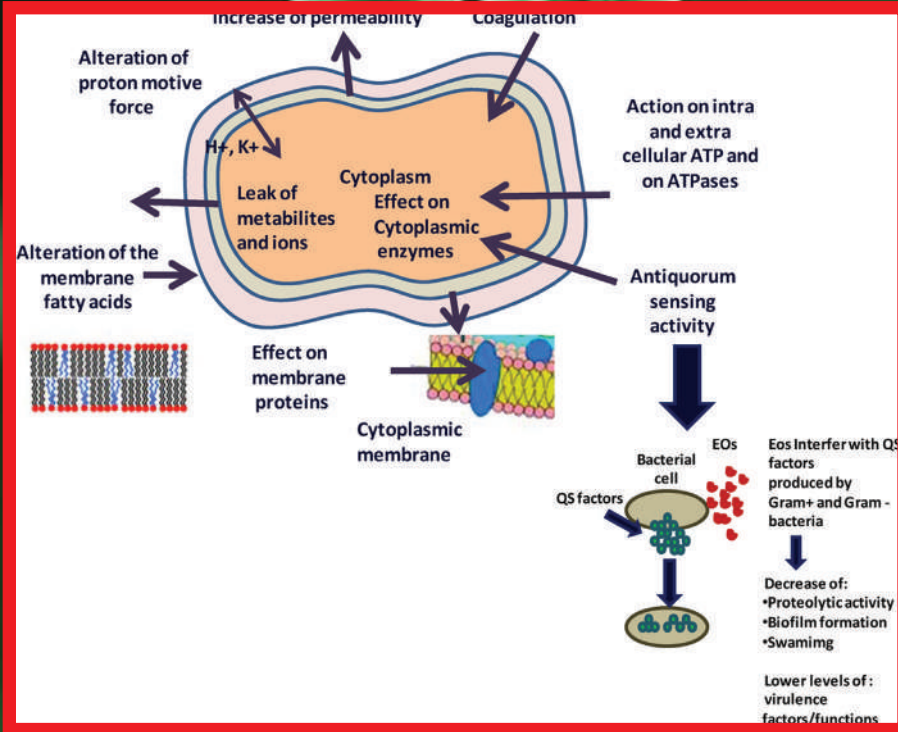 Increase of permeability
Coagulation
Alteration of
proton motive
force
H+, K+
Action on intra
and extra
cellular ATP and
on ATPases
Cytoplasm
Effect on
Cytoplasmic
enzymes
Leak of
metabilites
and ions
Alteration of the
membrane
fatty acids
Antiquorum
sensing
activity
Effect on
membrane
proteins
Cytoplasmic
membrane
EOs
Bacterial
cell
QS factors
Eos Interfer with QS
factors
produced by
Gram+ and Gram -
bacteria
Decrease of:
•Proteolytic activity
•Biofilm formation
•Swamimg
Lower levels of :
virulence
factors/functions